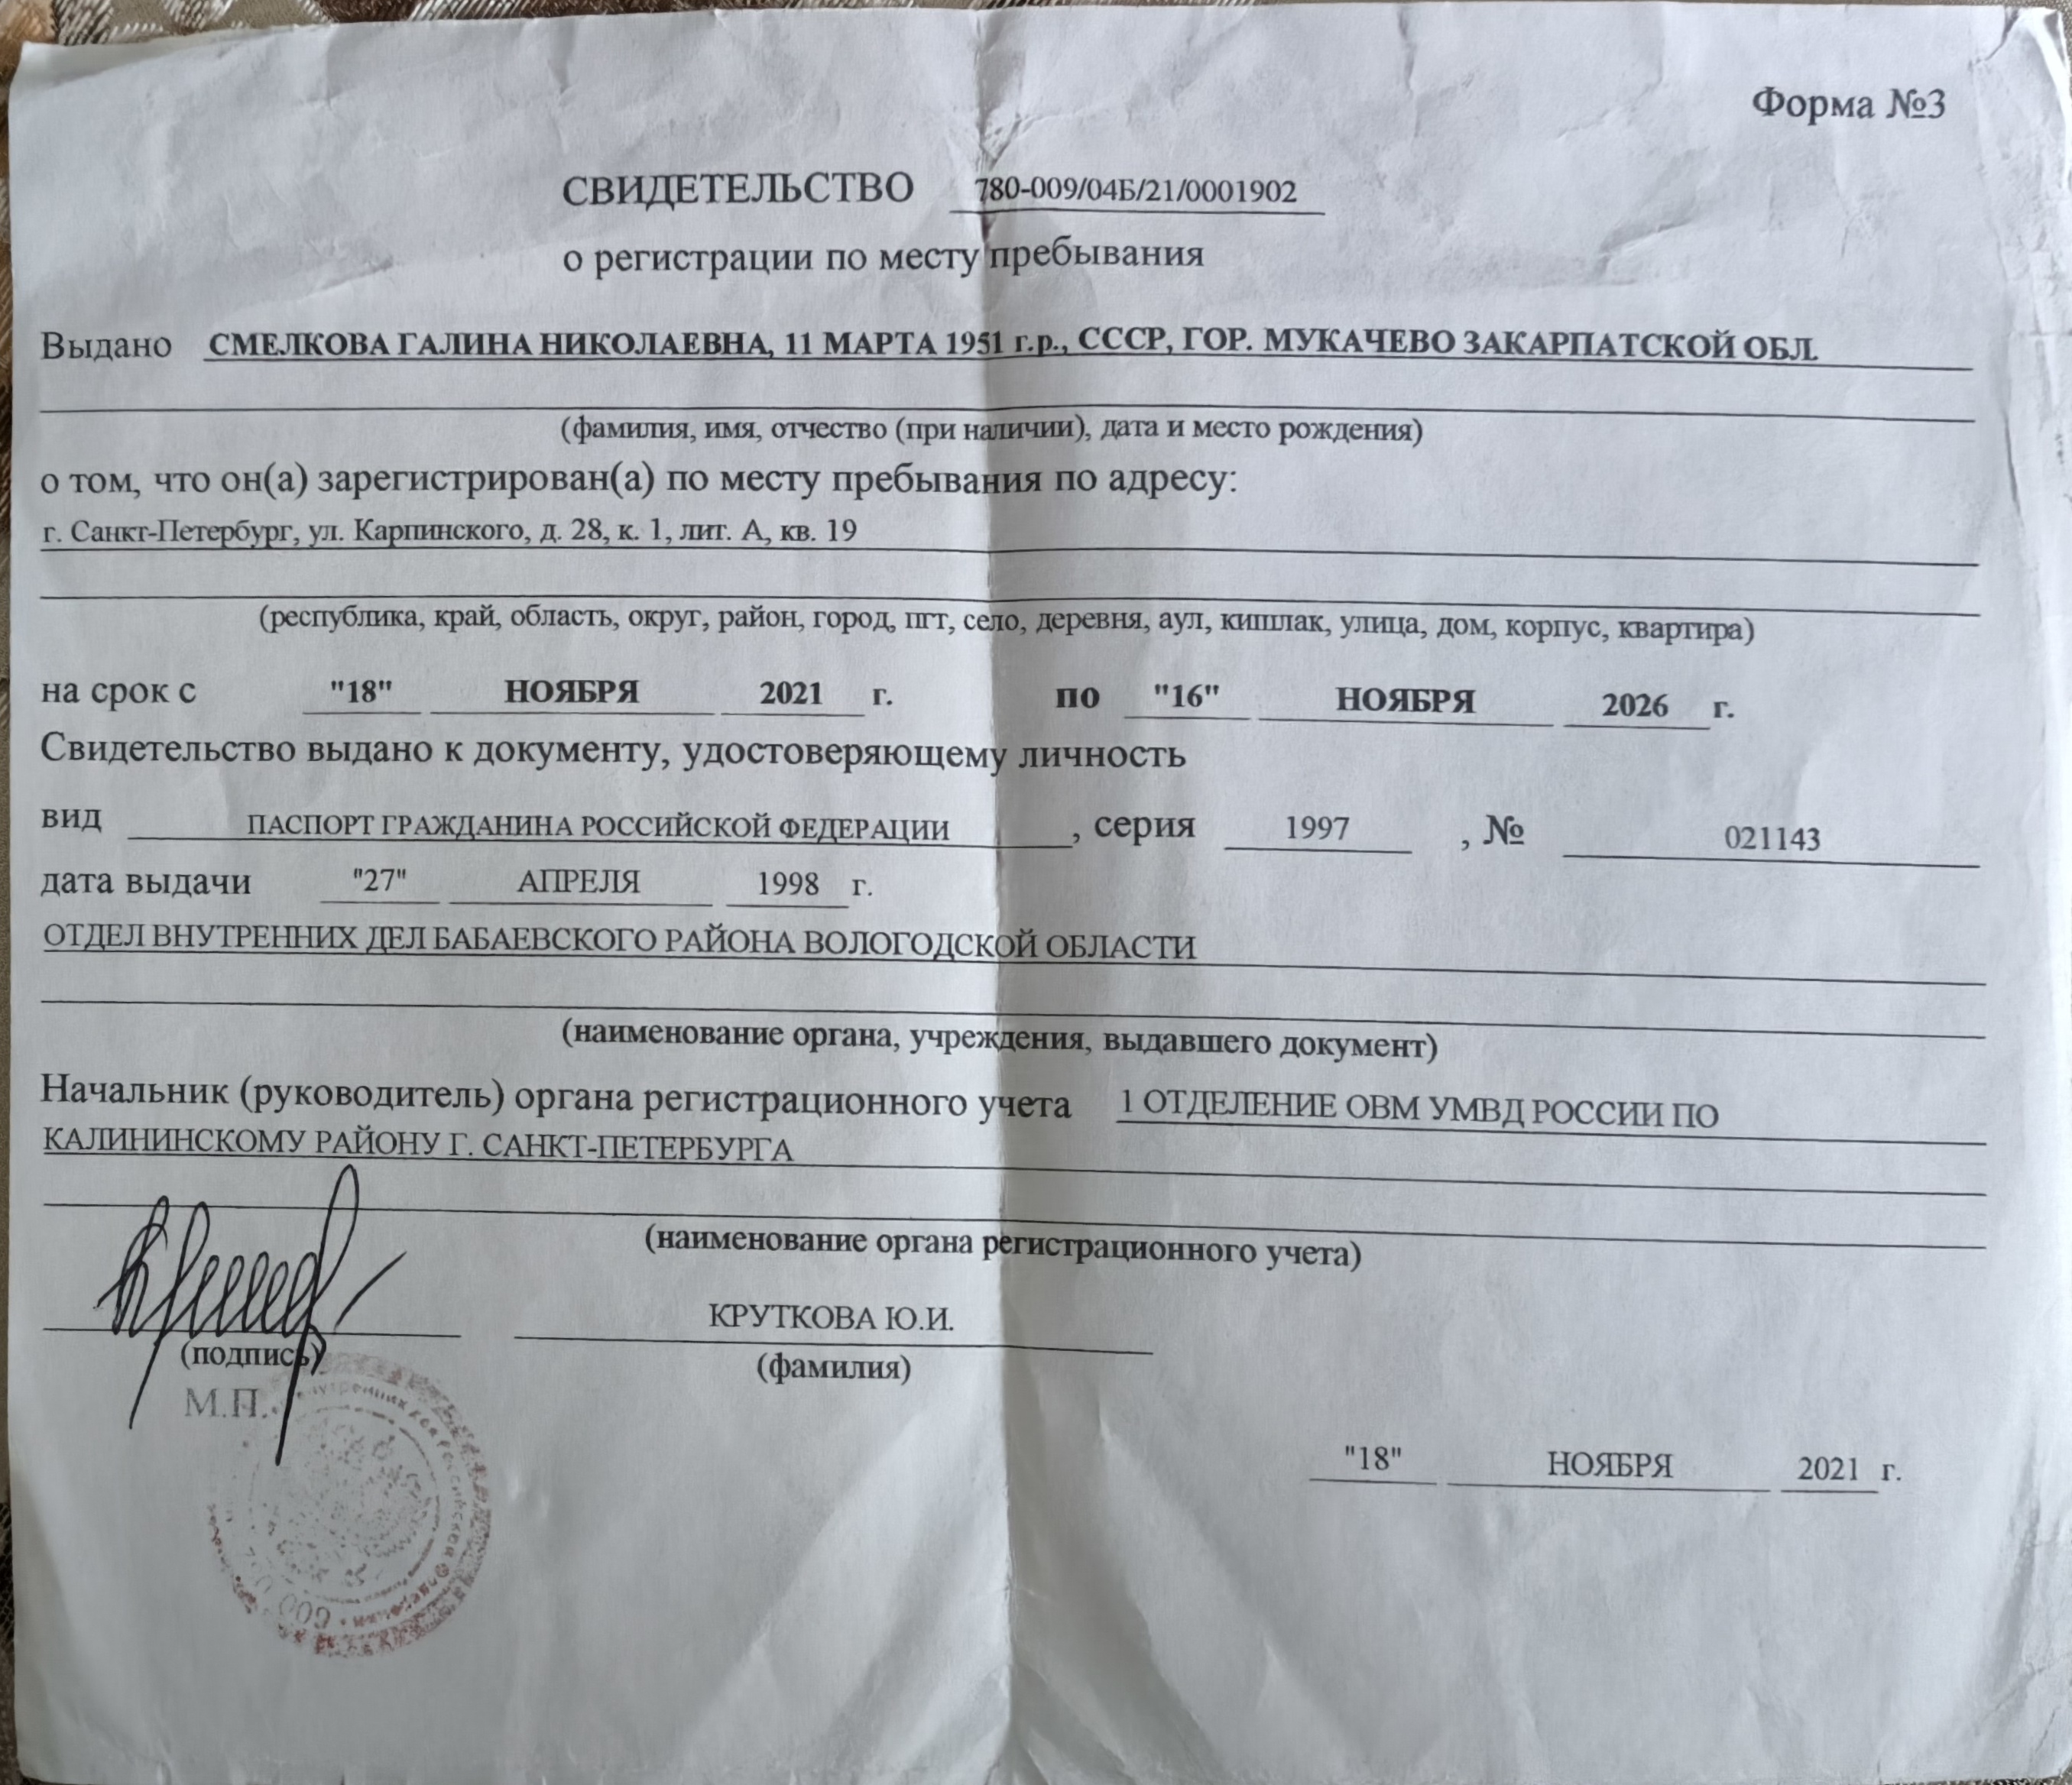 Форма №3
СВИДЕТЕЛЬСТВО 780-009/04Б/21/0001902
о регистрации по месту пребывания
Выдано СМЕЛКОВА ГАЛИНА НИКОЛАЕВНА, 11 МАРТА 1951 г.р., СССР, ГОР. МУКАЧЕВО ЗАКАРПАТСКОЙ ОБЛ.
(фамилия, имя, отчество (при наличии), дата и место рождения)
о том, что он(а) зарегистрирован(а) по месту пребывания по адресу:
г. Санкт-Петербург, ул. Карпинского, д. 28, к. 1, лит. А, кв. 19
(республика, край, область, округ, район, город, пгт, село, деревня, аул, кишлак, улица, дом, корпус, квартира)
на срок с "18" НОЯБРЯ 2021 г. по "16" НОЯБРЯ 2026 г.
Свидетельство выдано к документу, удостоверяющему личность
вид ПАСПОРТ ГРАЖДАНИНА РОССИЙСКОЙ ФЕДЕРАЦИИ, серия 1997, № 021143
дата выдачи "27" АПРЕЛЯ 1998 г.
ОТДЕЛ ВНУТРЕННИХ ДЕЛ БАБАЕВСКОГО РАЙОНА ВОЛОГОДСКОЙ ОБЛАСТИ
(наименование органа, учреждения, выдавшего документ)
Начальник (руководитель) органа регистрационного учета 1 ОТДЕЛЕНИЕ ОВМ УМВД РОССИИ ПО
КАЛИНИНСКОМУ РАЙОНУ Г. САНКТ-ПЕТЕРБУРГА
(наименование органа регистрационного учета)
КРУТКОВА Ю.И.
(подпись) (фамилия)
М.П.
"18" НОЯБРЯ 2021 г.